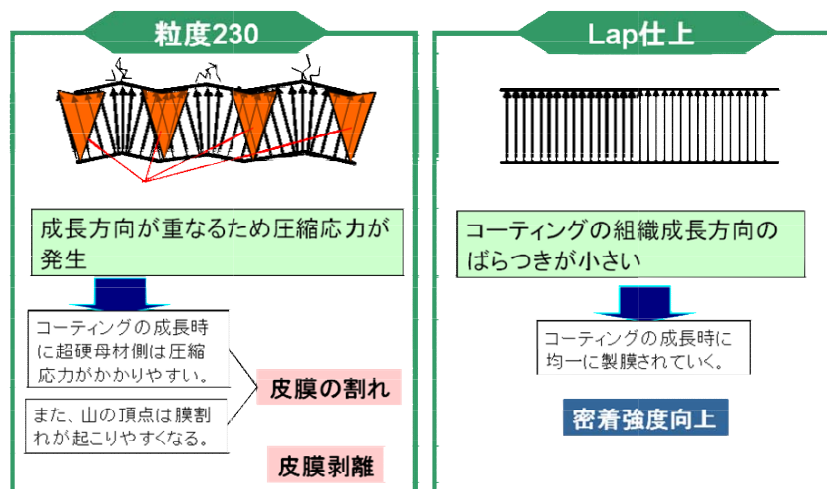 粒度230
成長方向が重なるため圧縮応力が
発生
コーティングの成長時
に超硬母材側は圧縮
応力がかかりやすい。
また、山の頂点は膜割
れが起こりやすくなる。
皮膜の割れ
皮膜剥離
Lap仕上
コーティングの組織成長方向の
ばらつきが小さい
コーティングの成長時に
均一に製膜されていく。
密着強度向上